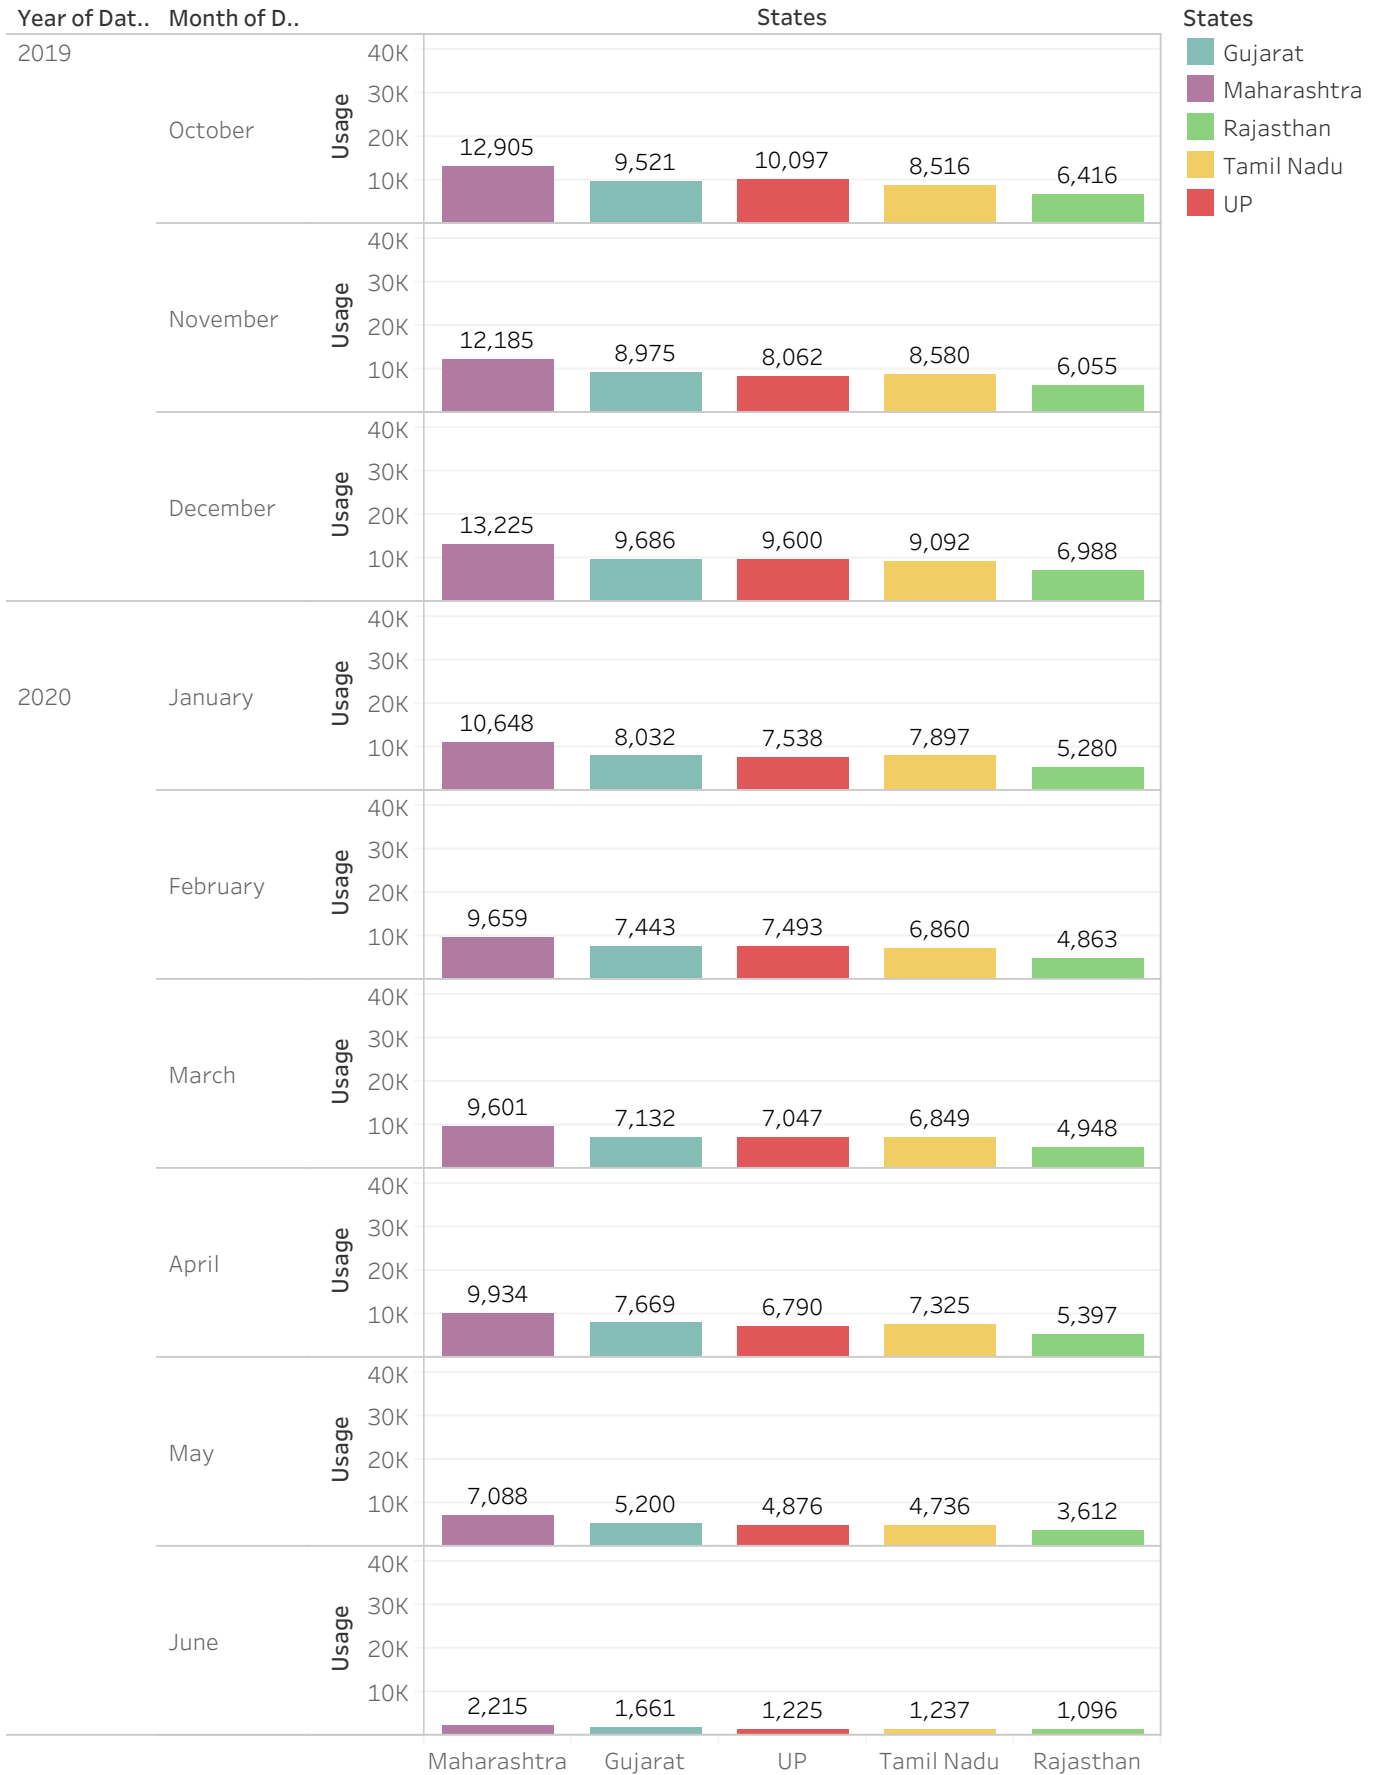 Year of Dat.. Month of D.. States
2019
October
Usage
40K
30K
20K
10K
12,905 9,521 10,097 8,516 6,416
November
Usage
40K
30K
20K
10K
12,185 8,975 8,062 8,580 6,055
December
Usage
40K
30K
20K
10K
13,225 9,686 9,600 9,092 6,988
2020
January
Usage
40K
30K
20K
10K
10,648 8,032 7,538 7,897 5,280
February
Usage
40K
30K
20K
10K
9,659 7,443 7,493 6,860 4,863
March
Usage
40K
30K
20K
10K
9,601 7,132 7,047 6,849 4,948
April
Usage
40K
30K
20K
10K
9,934 7,669 6,790 7,325 5,397
May
Usage
40K
30K
20K
10K
7,088 5,200 4,876 4,736 3,612
June
Usage
40K
30K
20K
10K
2,215 1,661 1,225 1,237 1,096
Maharashtra Gujarat UP Tamil Nadu Rajasthan
States
Gujarat
Maharashtra
Rajasthan
Tamil Nadu
UP